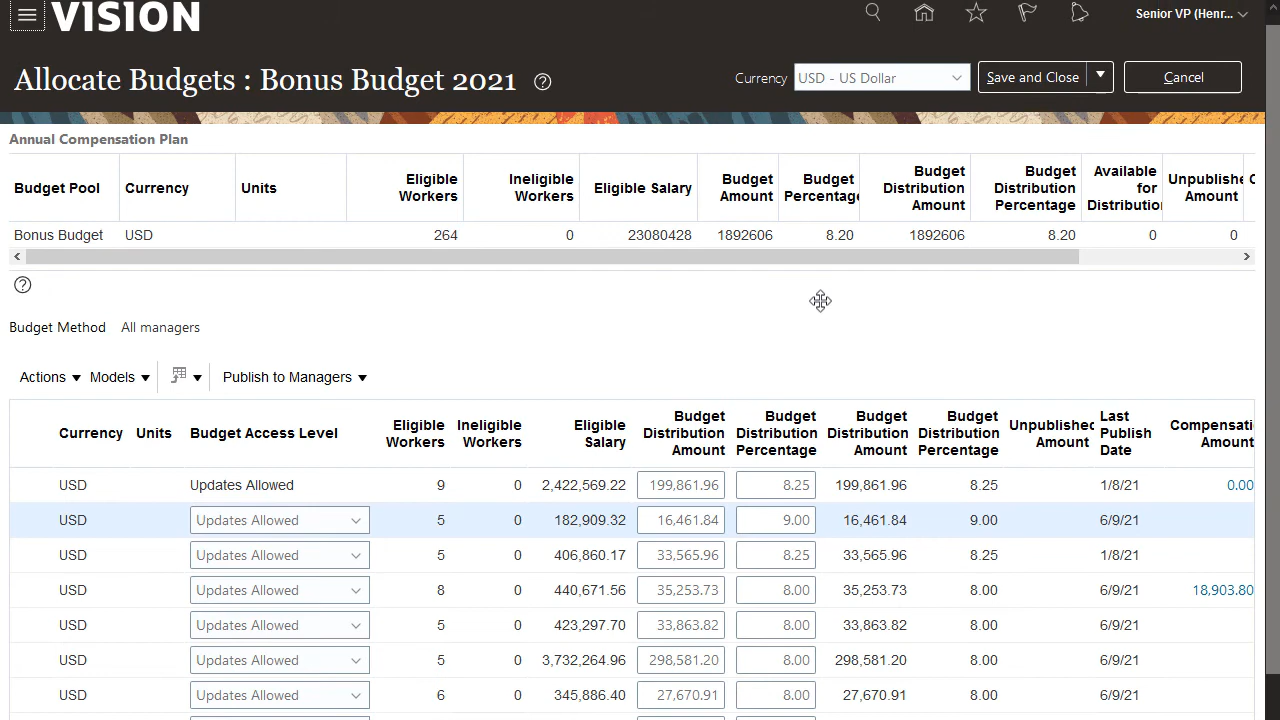 VISION
Senior VP (Henr...
Allocate Budgets : Bonus Budget 2021
Currency USD - US Dollar Save and Close Cancel
Annual Compensation Plan
Budget Pool Currency Units Eligible Workers Ineligible Workers Eligible Salary Budget Amount Budget Percentage Budget Distribution Amount Budget Distribution Percentage Available for Distributio Unpublishe Amount
Bonus Budget USD 264 0 23080428 1892606 8.20 1892606 8.20 0 0
Budget Method All managers
Actions Models Publish to Managers
Currency Units Budget Access Level Eligible Workers Ineligible Workers Eligible Salary Budget Distribution Amount Budget Distribution Percentage Budget Distribution Amount Budget Distribution Percentage Unpublished Amount Last Publish Date Compensati Amount
USD Updates Allowed 9 0 2,422,569.22 199,861.96 8.25 199,861.96 8.25 1/8/21 0.00
USD Updates Allowed 5 0 182,909.32 16,461.84 9.00 16,461.84 9.00 6/9/21
USD Updates Allowed 5 0 406,860.17 33,565.96 8.25 33,565.96 8.25 1/8/21
USD Updates Allowed 8 0 440,671.56 35,253.73 8.00 35,253.73 8.00 6/9/21 18,903.80
USD Updates Allowed 5 0 423,297.70 33,863.82 8.00 33,863.82 8.00 6/9/21
USD Updates Allowed 5 0 3,732,264.96 298,581.20 8.00 298,581.20 8.00 6/9/21
USD Updates Allowed 6 0 345,886.40 27,670.91 8.00 27,670.91 8.00 6/9/21